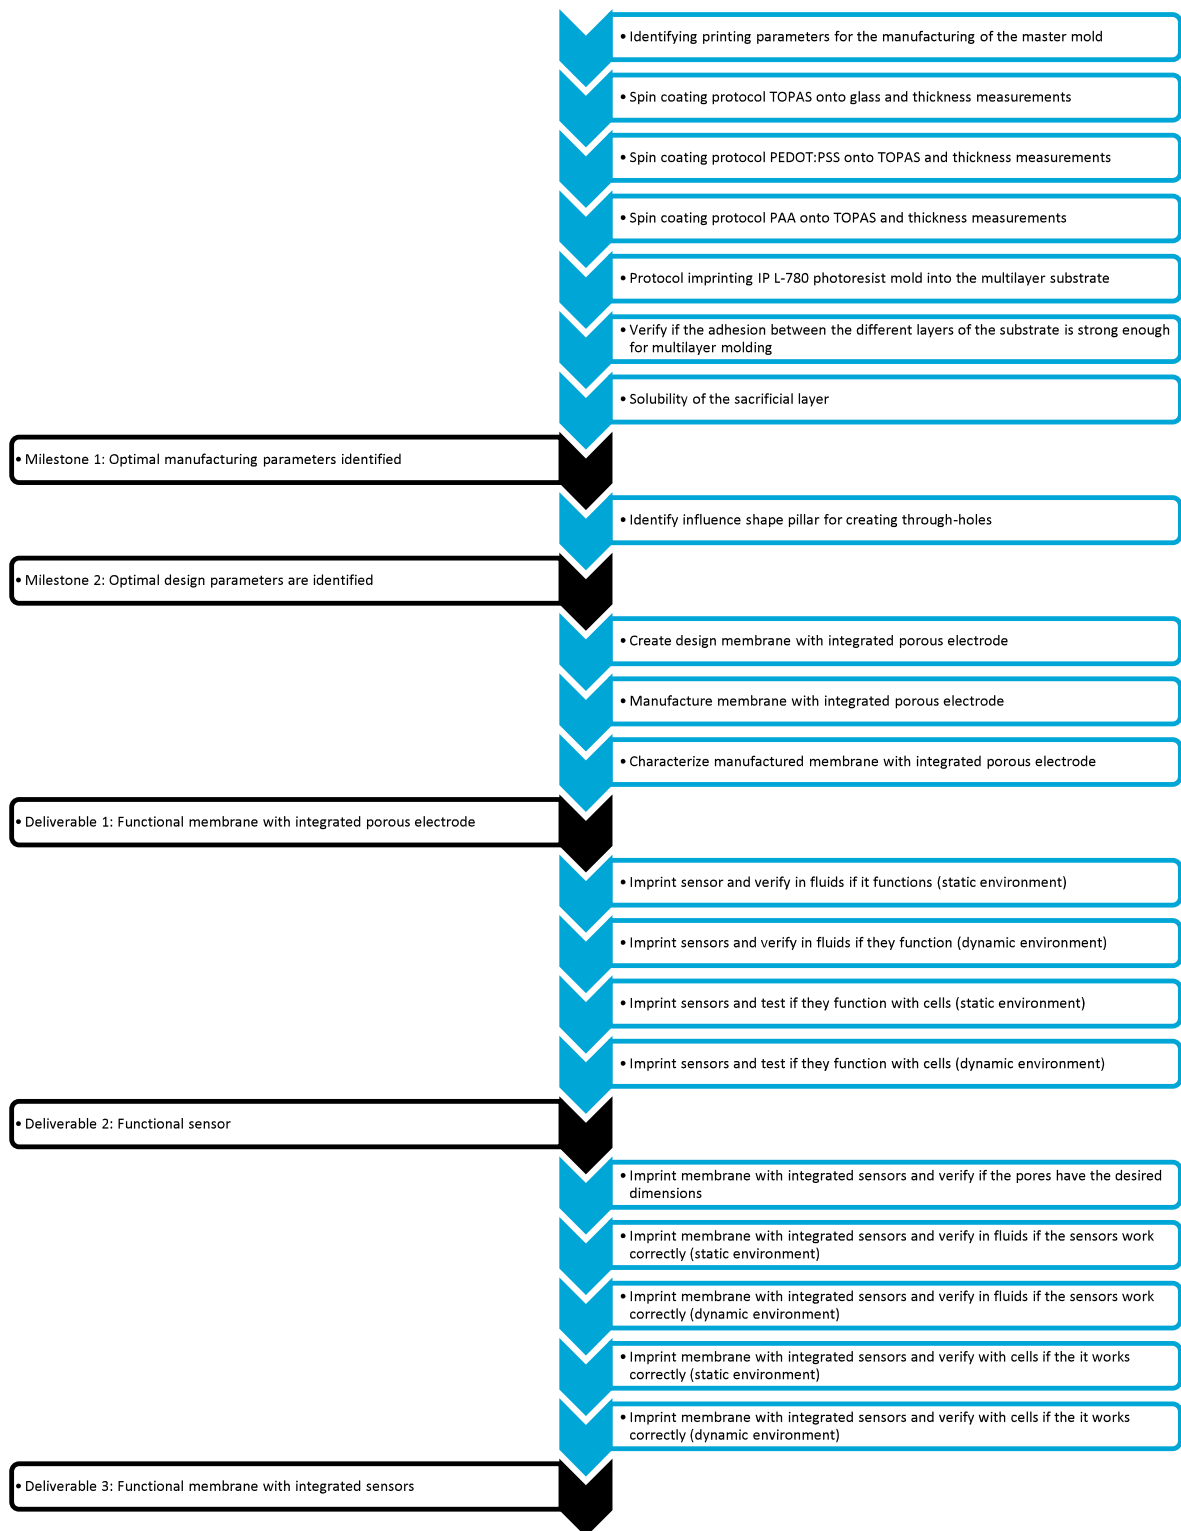 • Identifying printing parameters for the manufacturing of the master mold
• Spin coating protocol TOPAS onto glass and thickness measurements
• Spin coating protocol PEDOT:PSS onto TOPAS and thickness measurements
• Spin coating protocol PAA onto TOPAS and thickness measurements
• Protocol imprinting IP L-780 photoresist mold into the multilayer substrate
• Verify if the adhesion between the different layers of the substrate is strong enough
for multilayer molding
• Solubility of the sacrificial layer
• Milestone 1: Optimal manufacturing parameters identified
• Identify influence shape pillar for creating through-holes
• Milestone 2: Optimal design parameters are identified
• Create design membrane with integrated porous electrode
• Manufacture membrane with integrated porous electrode
• Characterize manufactured membrane with integrated porous electrode
• Deliverable 1: Functional membrane with integrated porous electrode
• Imprint sensor and verify in fluids if it functions (static environment)
• Imprint sensors and verify in fluids if they function (dynamic environment)
• Imprint sensors and test if they function with cells (static environment)
• Imprint sensors and test if they function with cells (dynamic environment)
• Deliverable 2: Functional sensor
• Imprint membrane with integrated sensors and verify if the pores have the desired
dimensions
• Imprint membrane with integrated sensors and verify in fluids if the sensors work
correctly (static environment)
• Imprint membrane with integrated sensors and verify in fluids if the sensors work
correctly (dynamic environment)
• Imprint membrane with integrated sensors and verify with cells if the it works
correctly (static environment)
• Imprint membrane with integrated sensors and verify with cells if the it works
correctly (dynamic environment)
• Deliverable 3: Functional membrane with integrated sensors